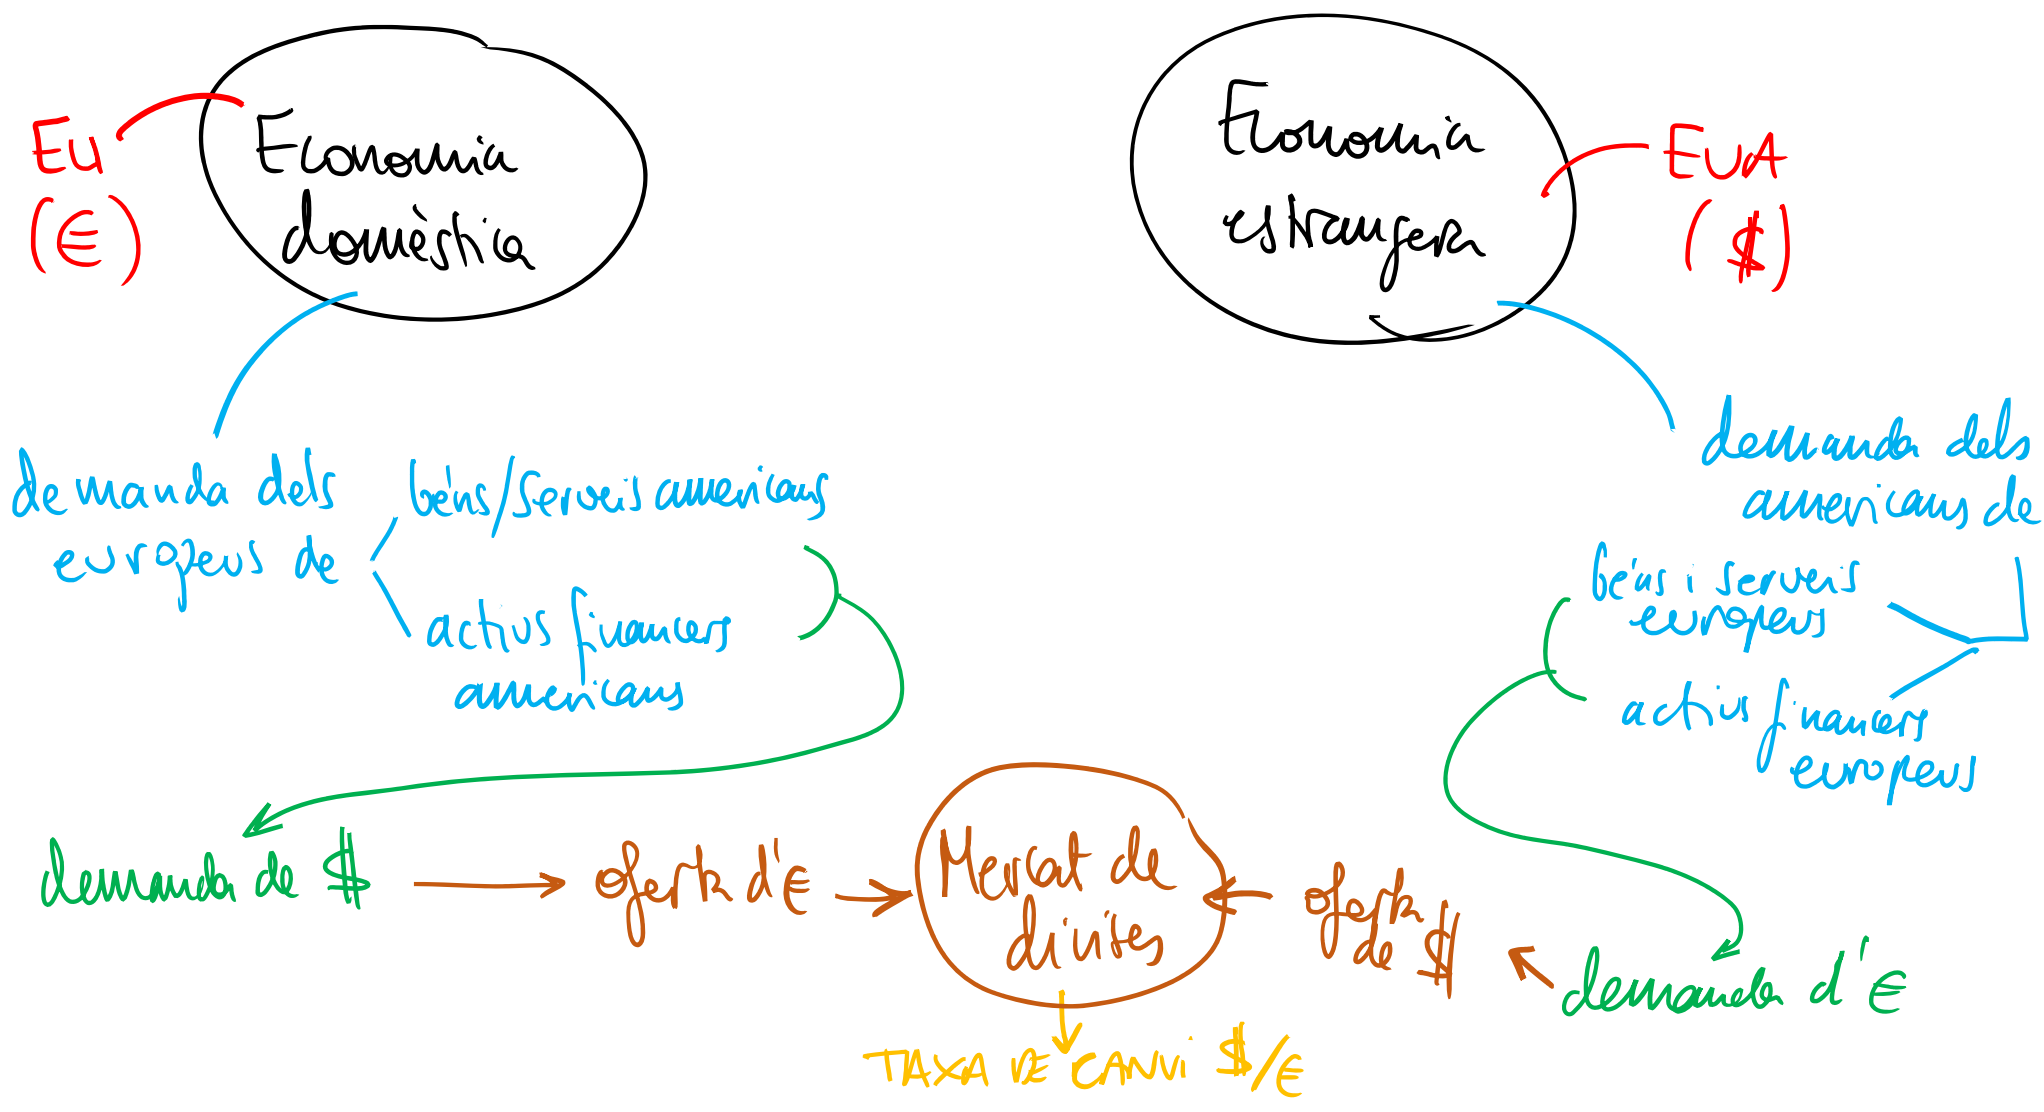 Eu
(€)
Economia
domèstica
Economia
estrangera
EUA
($)
demanda dels
europeus de
béns/serveis americans
actius financers
americans
demanda dels
americans de
béns i serveis
europeus
actius financers
europeus
demanda de $
oferta d'€
Mercat de
divises
oferta
de $
demanda d'€
TAXA DE CANVI $/€